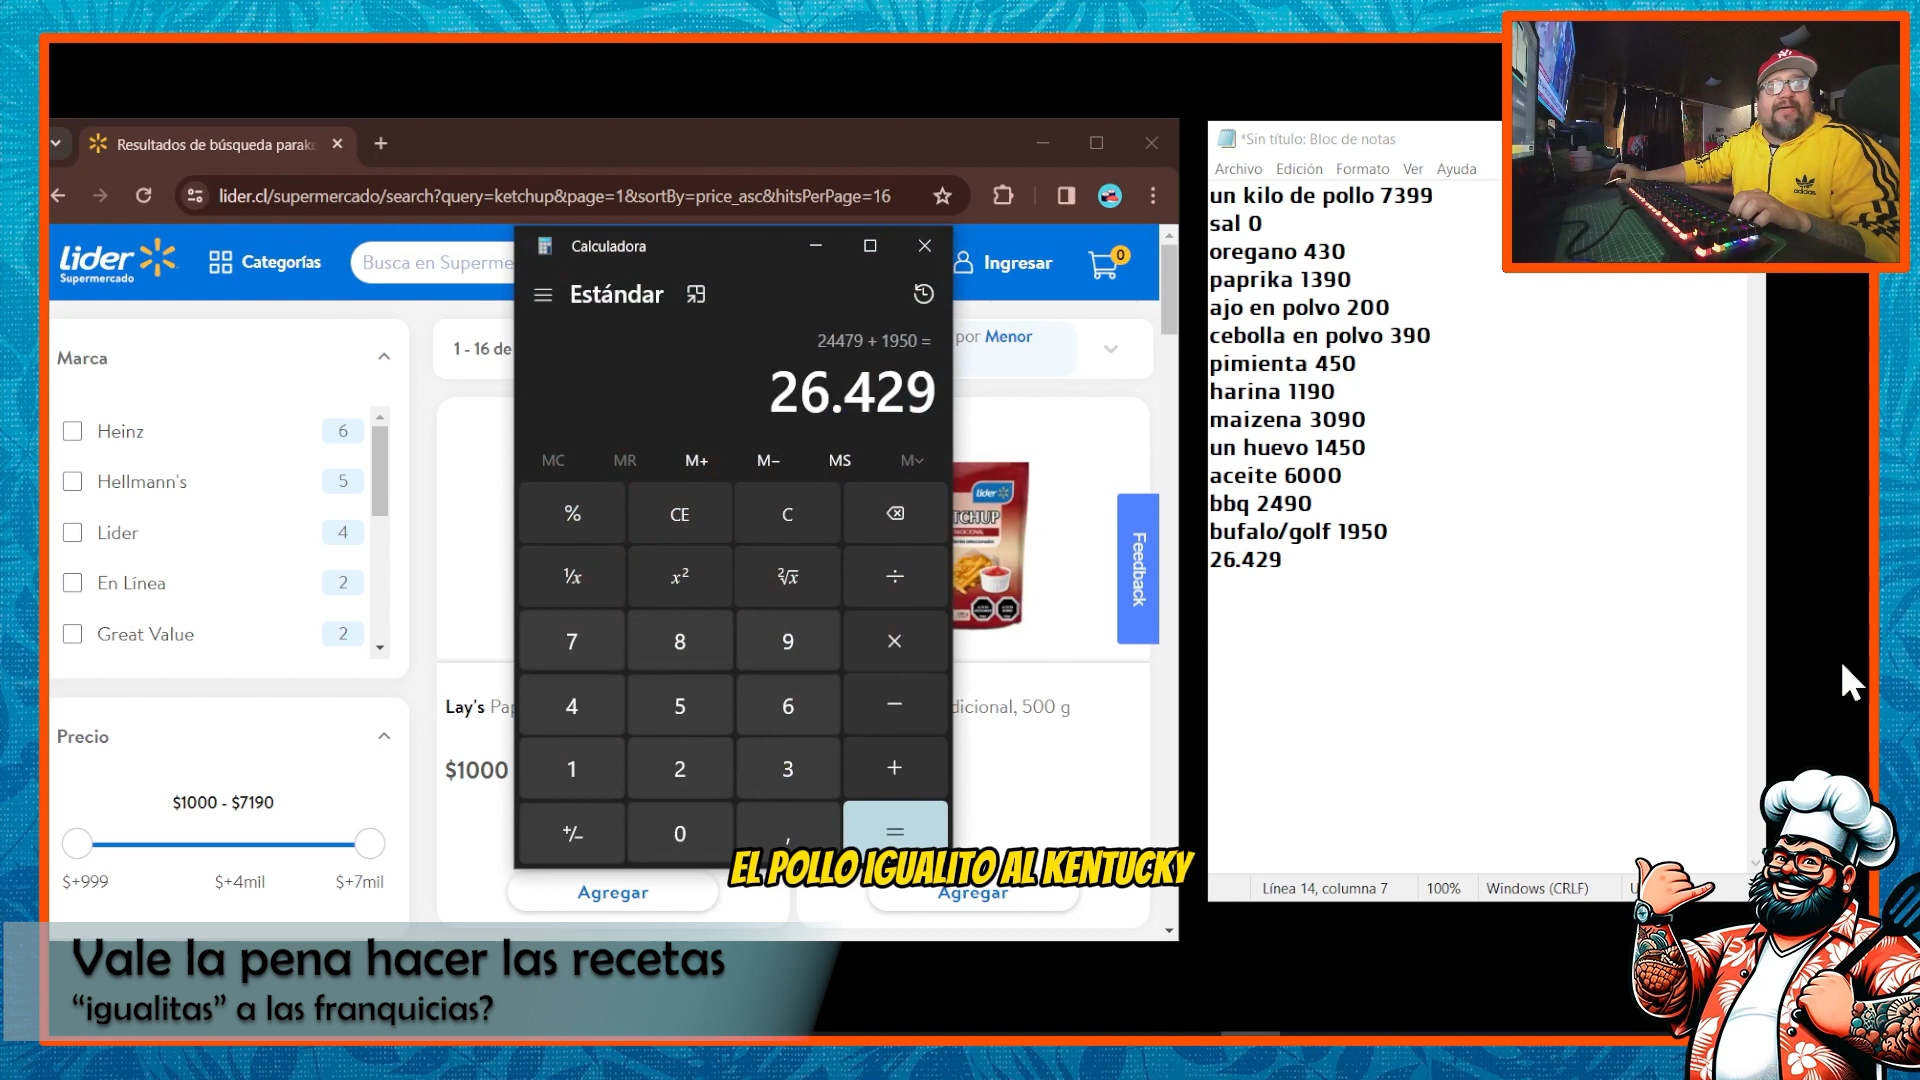 Resultados de búsqueda parak
lider.cl/supermercado/search?query=ketchup&page=1&sortBy=price_asc&hitsPerPage=16
lider
Supermercado
Categorías
Busca en Superme
Ingresar
0
Marca
Heinz 6
Hellmann's 5
Lider 4
En Línea 2
Great Value 2
Precio
$1000 - $7190
$+999 $+4mil $+7mil
1 - 16 de
por Menor
Calculadora
Estándar
24479 + 1950 =
26.429
MC MR M+ M− MS M
% CE C
¹/x x² ²√x ÷
7 8 9 ×
4 5 6 −
1 2 3 +
+/− 0 , =
lider
TCHUP
Feedback
Lay's Pap
dicional, 500 g
$1000
Agregar
Agregar
EL POLLO IGUALITO AL KENTUCKY
*Sin título: Bloc de notas
Archivo Edición Formato Ver Ayuda
un kilo de pollo 7399
sal 0
oregano 430
paprika 1390
ajo en polvo 200
cebolla en polvo 390
pimienta 450
harina 1190
maizena 3090
un huevo 1450
aceite 6000
bbq 2490
bufalo/golf 1950
26.429
Línea 14, columna 7 100% Windows (CRLF) U
adidas
Vale la pena hacer las recetas
“igualitas” a las franquicias?